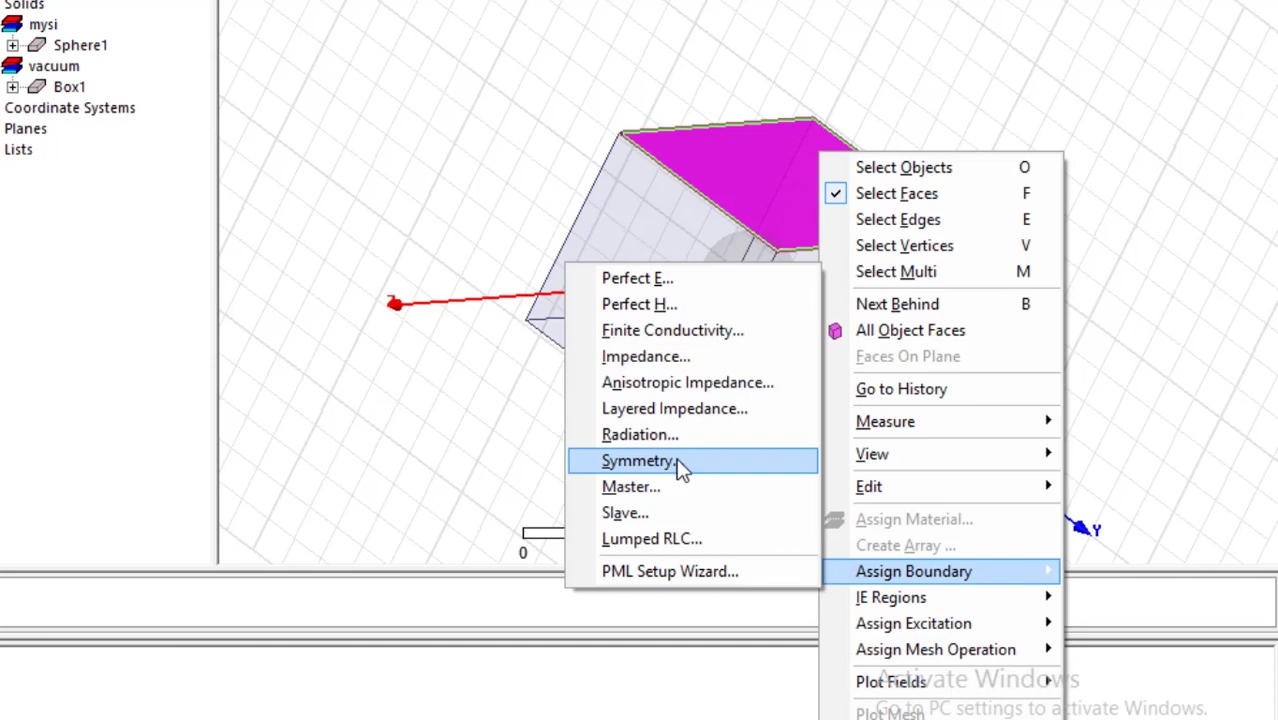 Solids
mysi
Sphere1
vacuum
Box1
Coordinate Systems
Planes
Lists
Select Objects O
Select Faces F
Select Edges E
Select Vertices V
Select Multi M
Next Behind B
All Object Faces
Faces On Plane
Go to History
Measure
View
Edit
Assign Material...
Create Array ...
Assign Boundary
IE Regions
Assign Excitation
Assign Mesh Operation
Plot Fields
Plot Mesh
Perfect E...
Perfect H...
Finite Conductivity...
Impedance...
Anisotropic Impedance...
Layered Impedance...
Radiation...
Symmetry...
Master...
Slave...
Lumped RLC...
PML Setup Wizard...
Z
Y
0
Activate Windows
Go to PC settings to activate Windows.